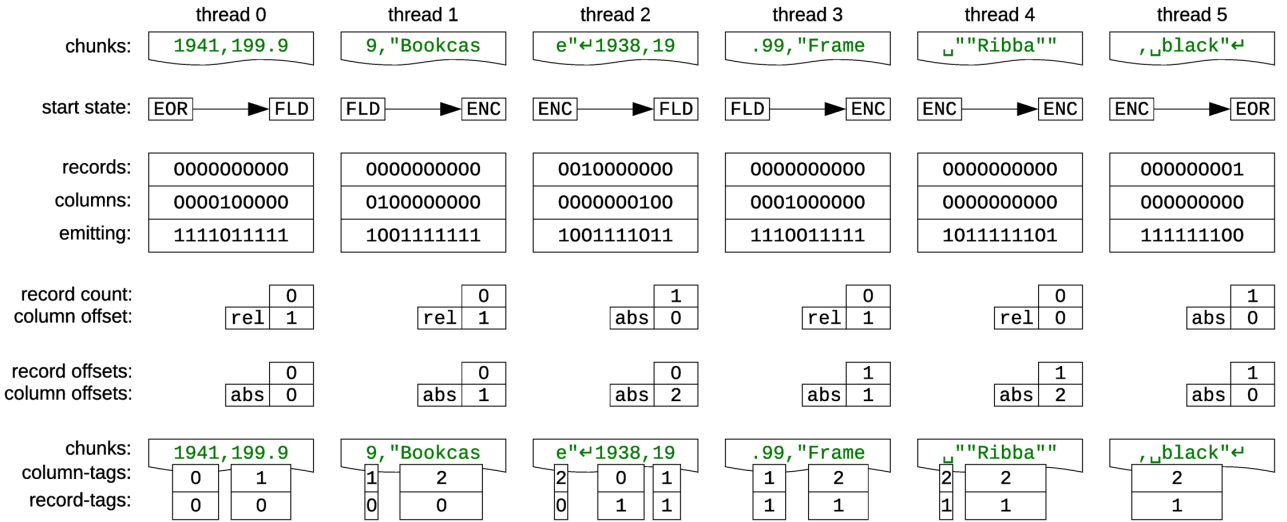 thread 0 thread 1 thread 2 thread 3 thread 4 thread 5
chunks: 1941,199.9 9,"Bookcas e"↵1938,19 .99,"Frame ␣""Ribba"" ,␣black"↵
start state: EOR FLD FLD ENC ENC FLD FLD ENC ENC ENC ENC EOR
records: 0000000000 0000000000 0010000000 0000000000 0000000000 000000001
columns: 0000100000 0100000000 0000000100 0001000000 0000000000 000000000
emitting: 1111011111 1001111111 1001111011 1110011111 1011111101 111111100
record count: 0 0 1 0 0 1
column offset: rel 1 rel 1 abs 0 rel 1 rel 0 abs 0
record offsets: 0 0 0 1 1 1
column offsets: abs 0 abs 1 abs 2 abs 1 abs 2 abs 0
chunks: 1941,199.9 9,"Bookcas e"↵1938,19 .99,"Frame ␣""Ribba"" ,␣black"↵
column-tags: 0 1 1 2 2 0 1 1 2 2 2 2
record-tags: 0 0 0 0 0 1 1 1 1 1 1 1